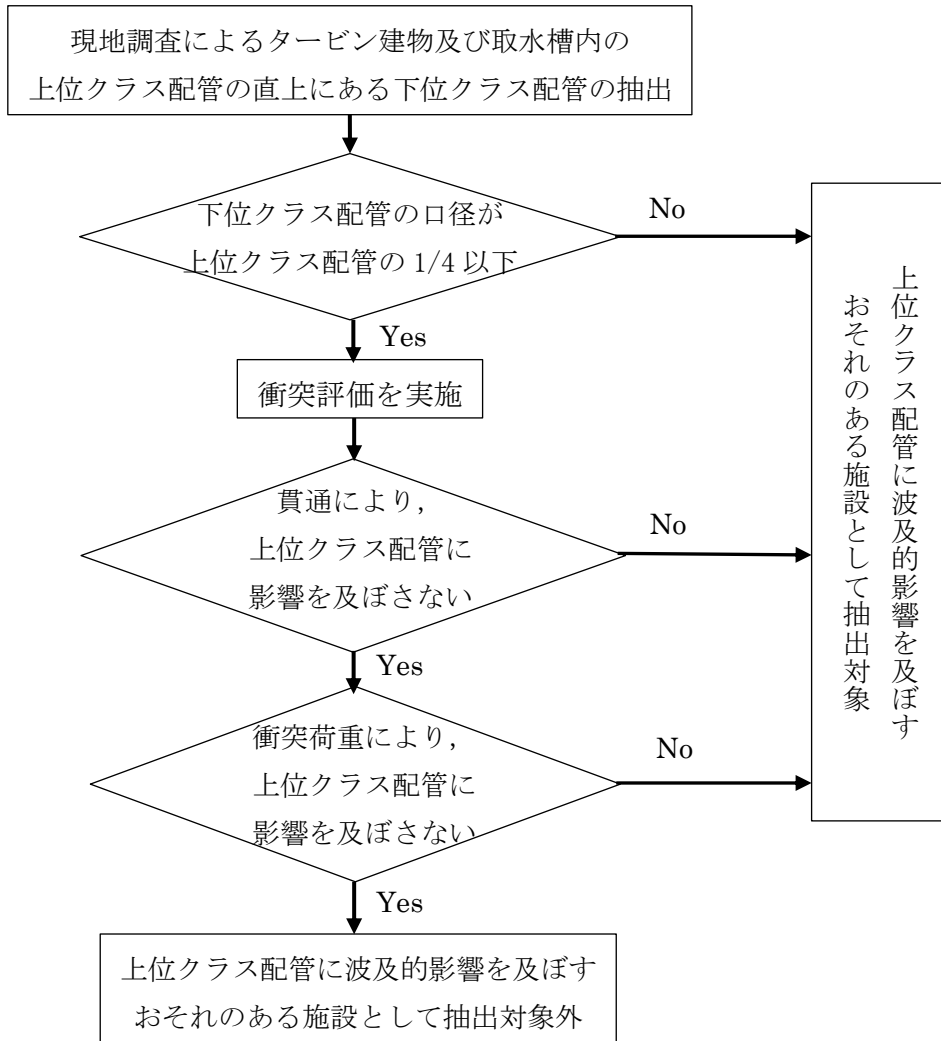 現地調査によるタービン建物及び取水槽内の
上位クラス配管の直上にある下位クラス配管の抽出
下位クラス配管の口径が
上位クラス配管の 1/4 以下
No
Yes
衝突評価を実施
貫通により,
上位クラス配管に
影響を及ぼさない
No
Yes
衝突荷重により,
上位クラス配管に
影響を及ぼさない
No
Yes
上位クラス配管に波及的影響を及ぼす
おそれのある施設として抽出対象外
上位クラス配管に波及的影響を及ぼす
おそれのある施設として抽出対象